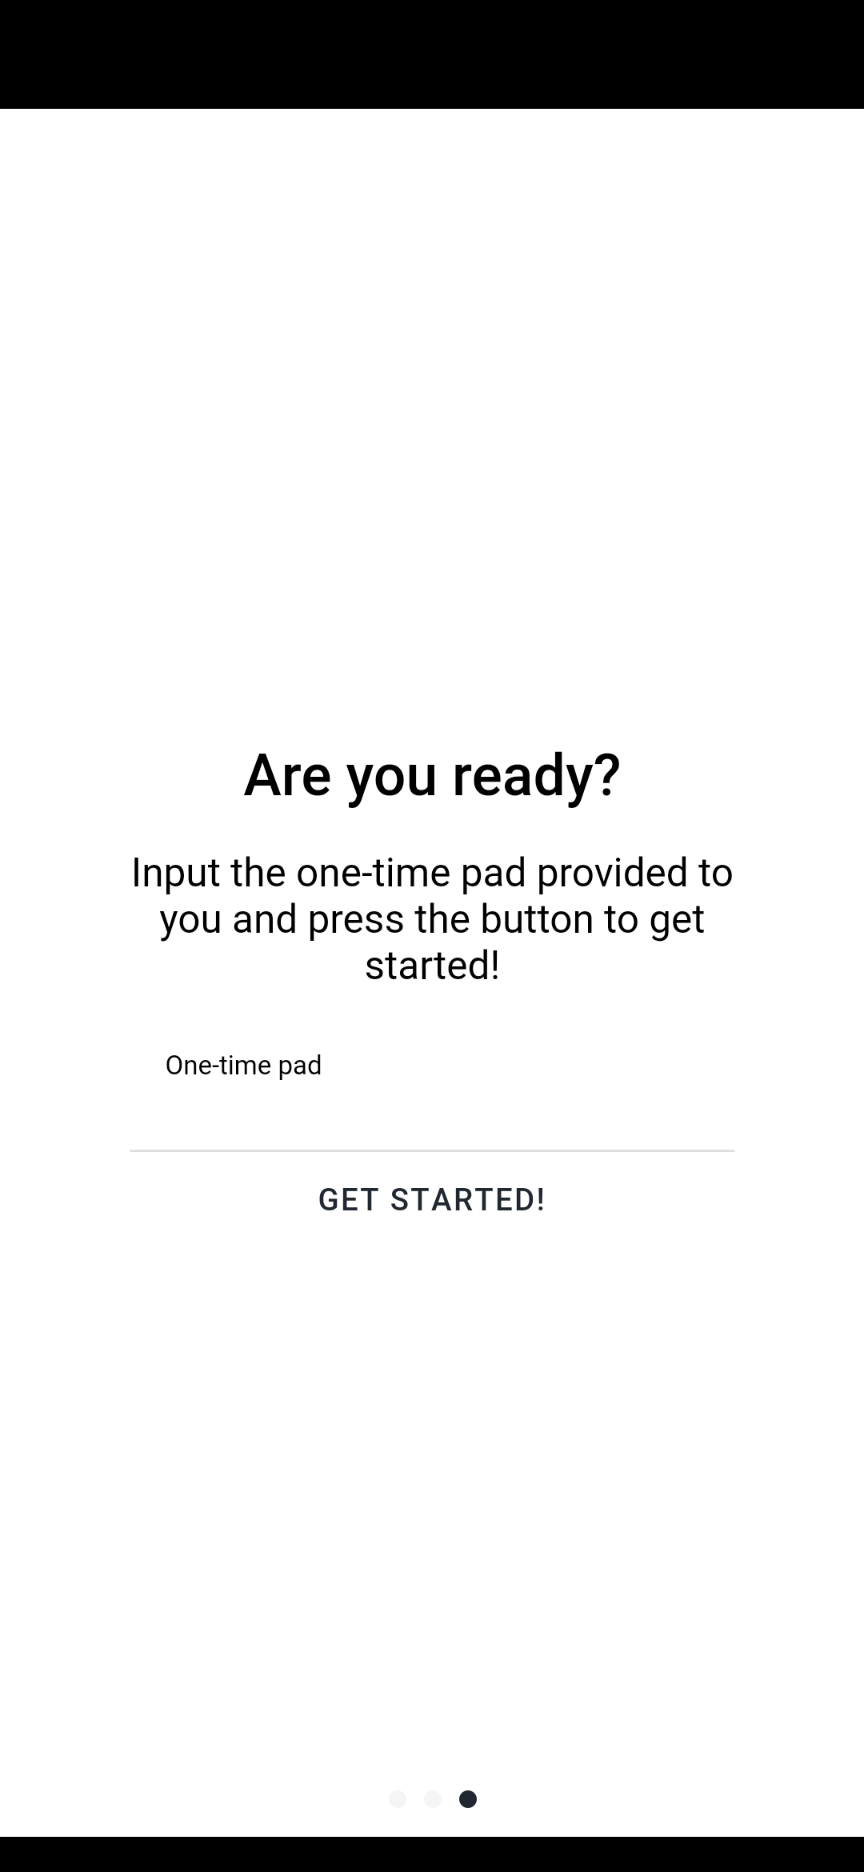 Are you ready?
Input the one-time pad provided to
you and press the button to get
started!
One-time pad
GET STARTED!